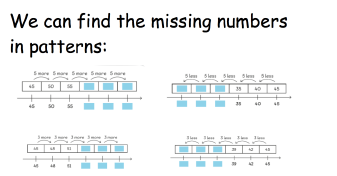 We can find the missing numbers
in patterns:
5 more 5 more 5 more 5 more 5 more
45 50 55
45 50 55
5 less 5 less 5 less 5 less 5 less
35 40 45
35 40 45
3 more 3 more 3 more 3 more 3 more
45 48 51
45 48 51
3 less 3 less 3 less 3 less 3 less
39 42 45
39 42 45